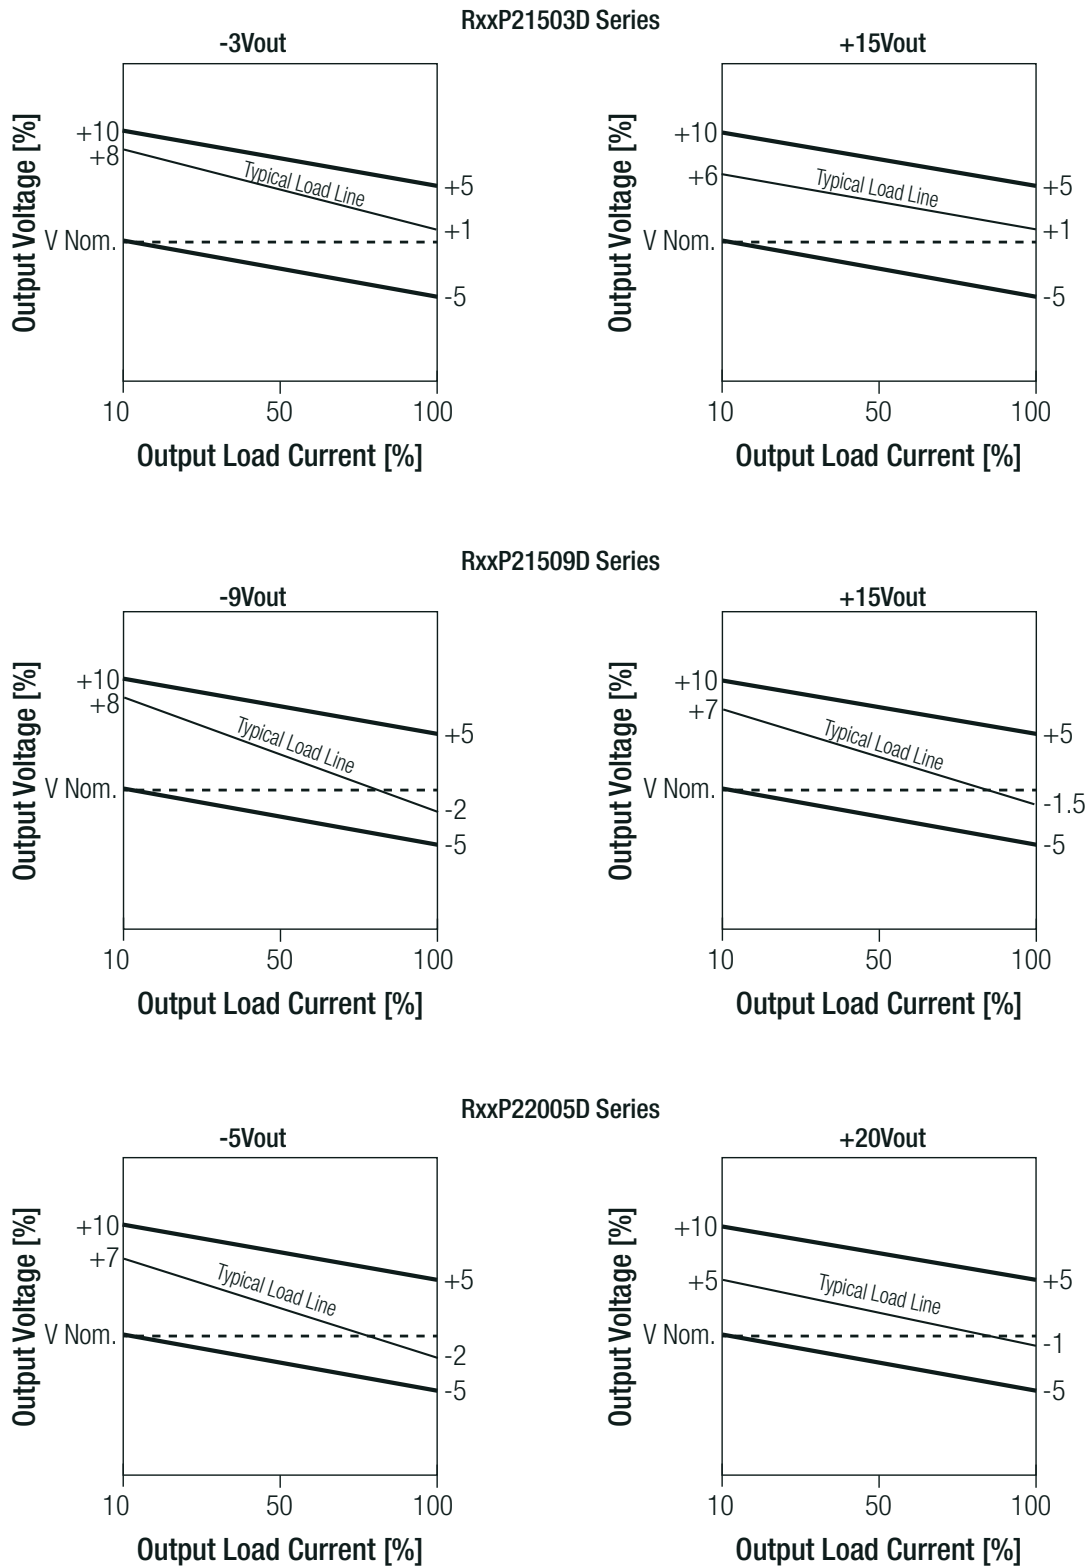 RxxP21503D Series
-3Vout
Output Voltage [%]
+10
+8
V Nom.
Typical Load Line
+5
+1
-5
10
50
100
Output Load Current [%]
+15Vout
Output Voltage [%]
+10
+6
V Nom.
Typical Load Line
+5
+1
-5
10
50
100
Output Load Current [%]
RxxP21509D Series
-9Vout
Output Voltage [%]
+10
+8
V Nom.
Typical Load Line
+5
-2
-5
10
50
100
Output Load Current [%]
+15Vout
Output Voltage [%]
+10
+7
V Nom.
Typical Load Line
+5
-1.5
-5
10
50
100
Output Load Current [%]
RxxP22005D Series
-5Vout
Output Voltage [%]
+10
+7
V Nom.
Typical Load Line
+5
-2
-5
10
50
100
Output Load Current [%]
+20Vout
Output Voltage [%]
+10
+5
V Nom.
Typical Load Line
+5
-1
-5
10
50
100
Output Load Current [%]